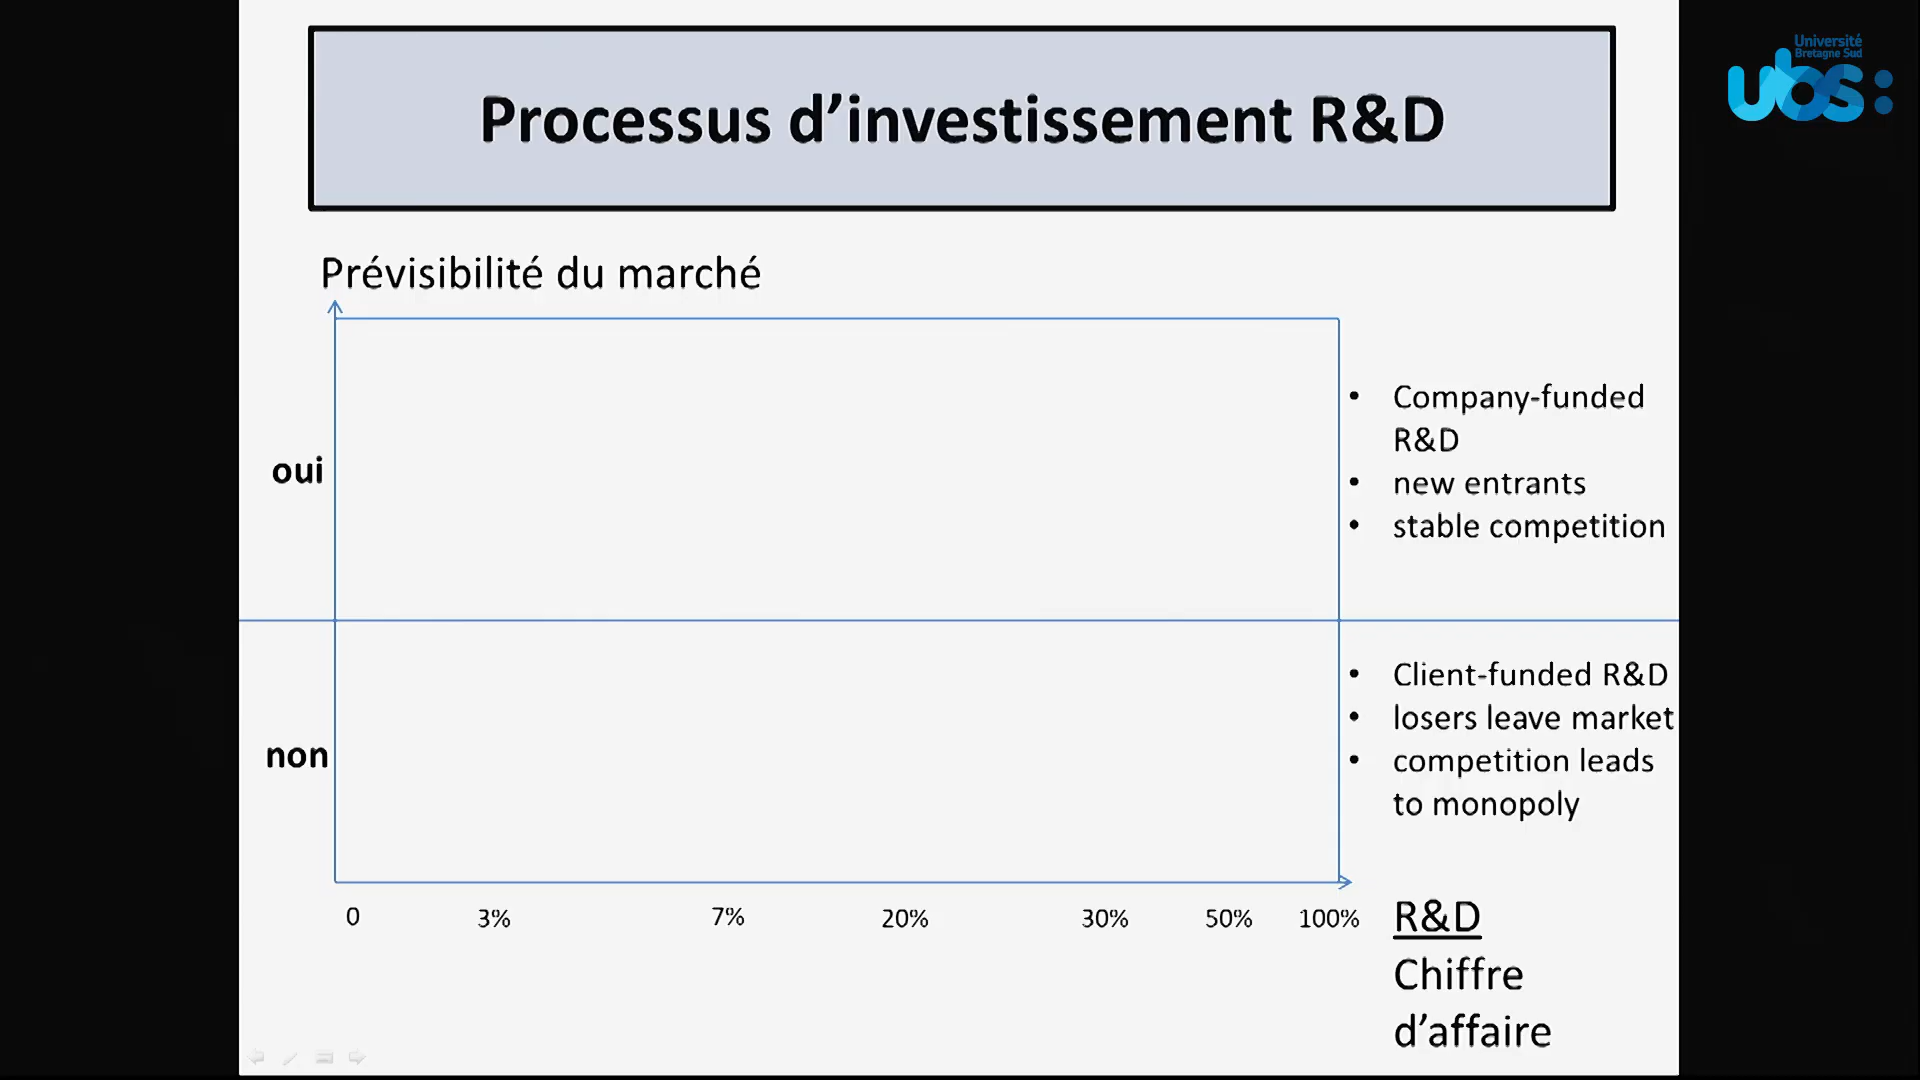 Université
Bretagne Sud
ubs:
Processus d’investissement R&D
Prévisibilité du marché
oui
• Company-funded
R&D
• new entrants
• stable competition
non
• Client-funded R&D
• losers leave market
• competition leads
to monopoly
0 3% 7% 20% 30% 50% 100%
R&D
Chiffre
d’affaire